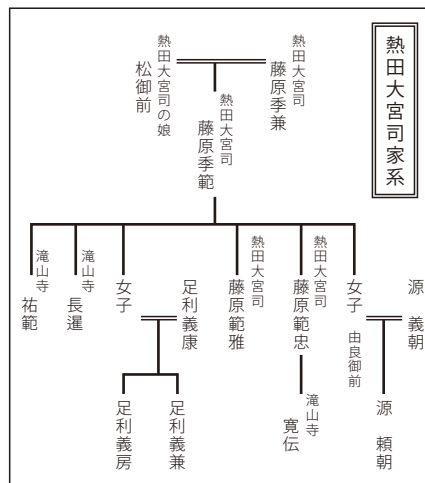 熱田大宮司家系
熱田大宮司
藤原季兼
熱田大宮司の娘
松御前
熱田大宮司
藤原季範
源 義朝
女子 由良御前
熱田大宮司
藤原範忠
熱田大宮司
藤原範雅
足利義康
女子
滝山寺
長暹
滝山寺
祐範
源 頼朝
滝山寺
寛伝
足利義兼
足利義房